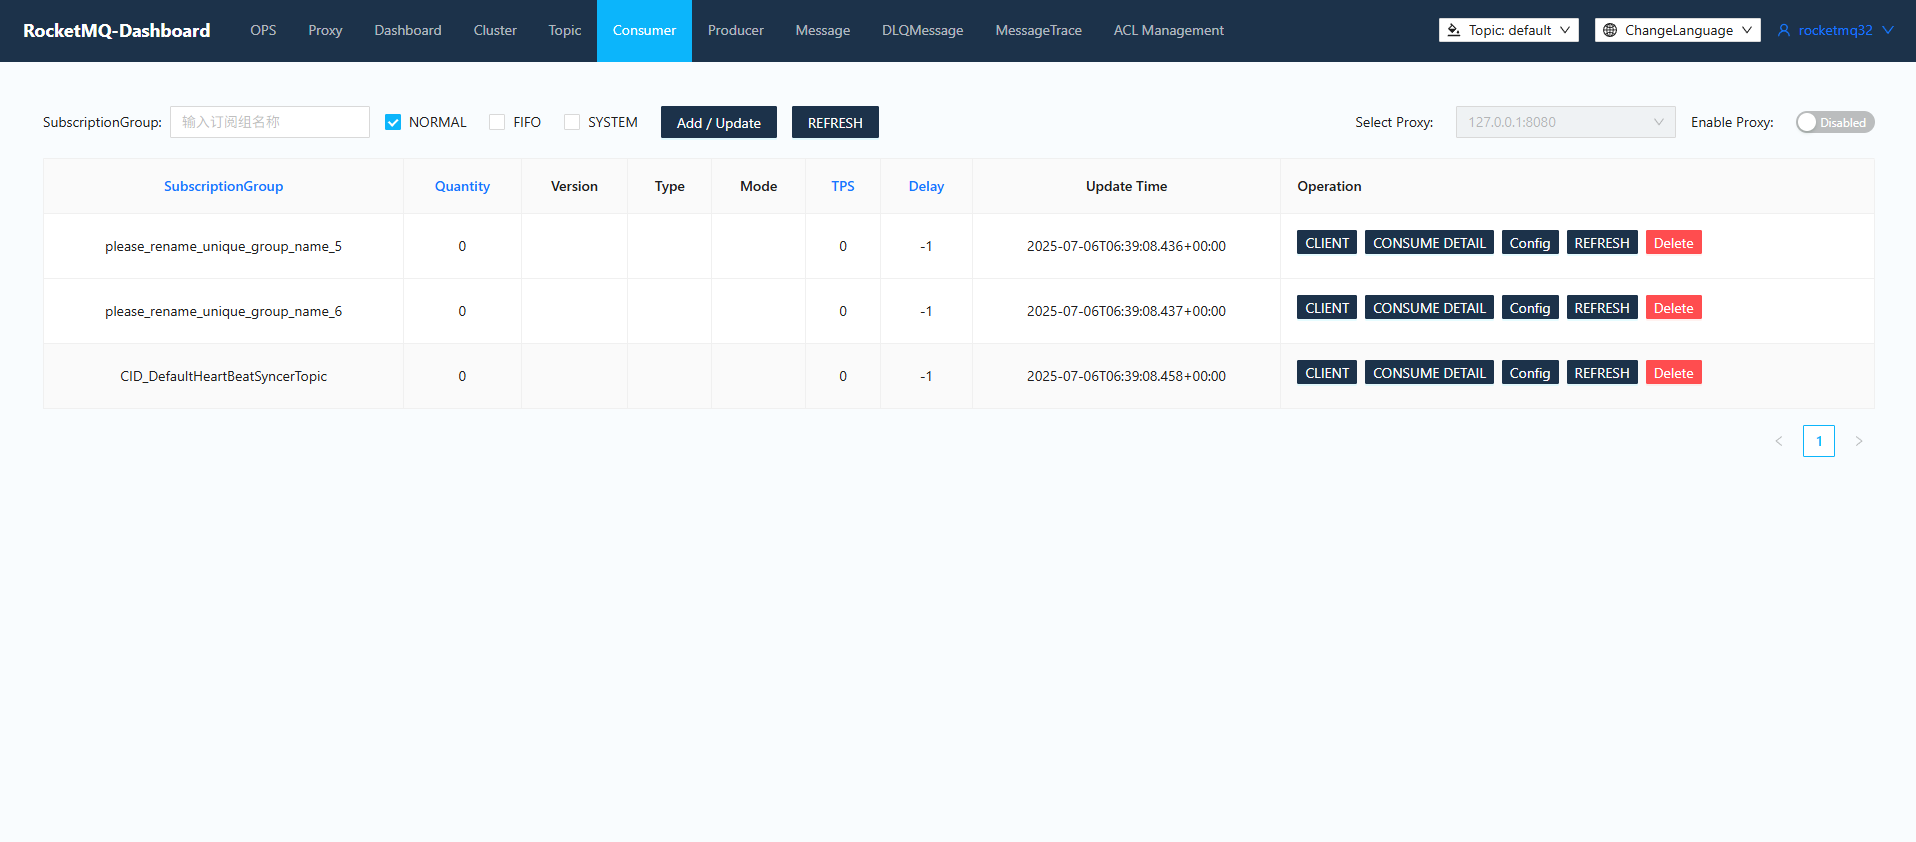 RocketMQ-Dashboard OPS Proxy Dashboard Cluster Topic Consumer Producer Message DLQMessage MessageTrace ACL Management Topic: default ChangeLanguage rocketmq32
SubscriptionGroup: 输入订阅组名称 NORMAL FIFO SYSTEM Add / Update REFRESH Select Proxy: 127.0.0.1:8080 Enable Proxy: Disabled
SubscriptionGroup Quantity Version Type Mode TPS Delay Update Time Operation
please_rename_unique_group_name_5 0 0 -1 2025-07-06T06:39:08.436+00:00 CLIENT CONSUME DETAIL Config REFRESH Delete
please_rename_unique_group_name_6 0 0 -1 2025-07-06T06:39:08.437+00:00 CLIENT CONSUME DETAIL Config REFRESH Delete
CID_DefaultHeartBeatSyncerTopic 0 0 -1 2025-07-06T06:39:08.458+00:00 CLIENT CONSUME DETAIL Config REFRESH Delete
< 1 >